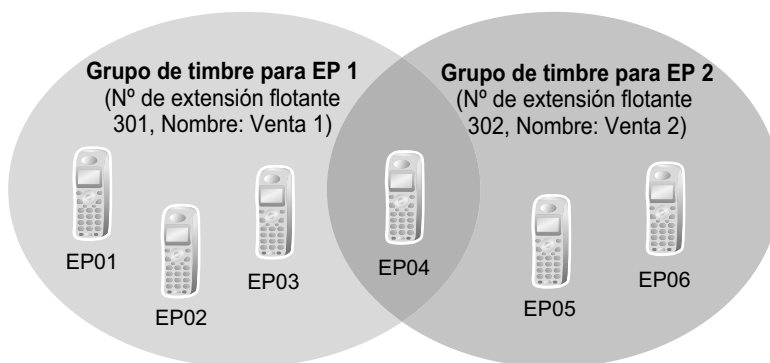 Grupo de timbre para EP 1
(Nº de extensión flotante
301, Nombre: Venta 1)
Grupo de timbre para EP 2
(Nº de extensión flotante
302, Nombre: Venta 2)
EP01
EP02
EP03
EP04
EP05
EP06